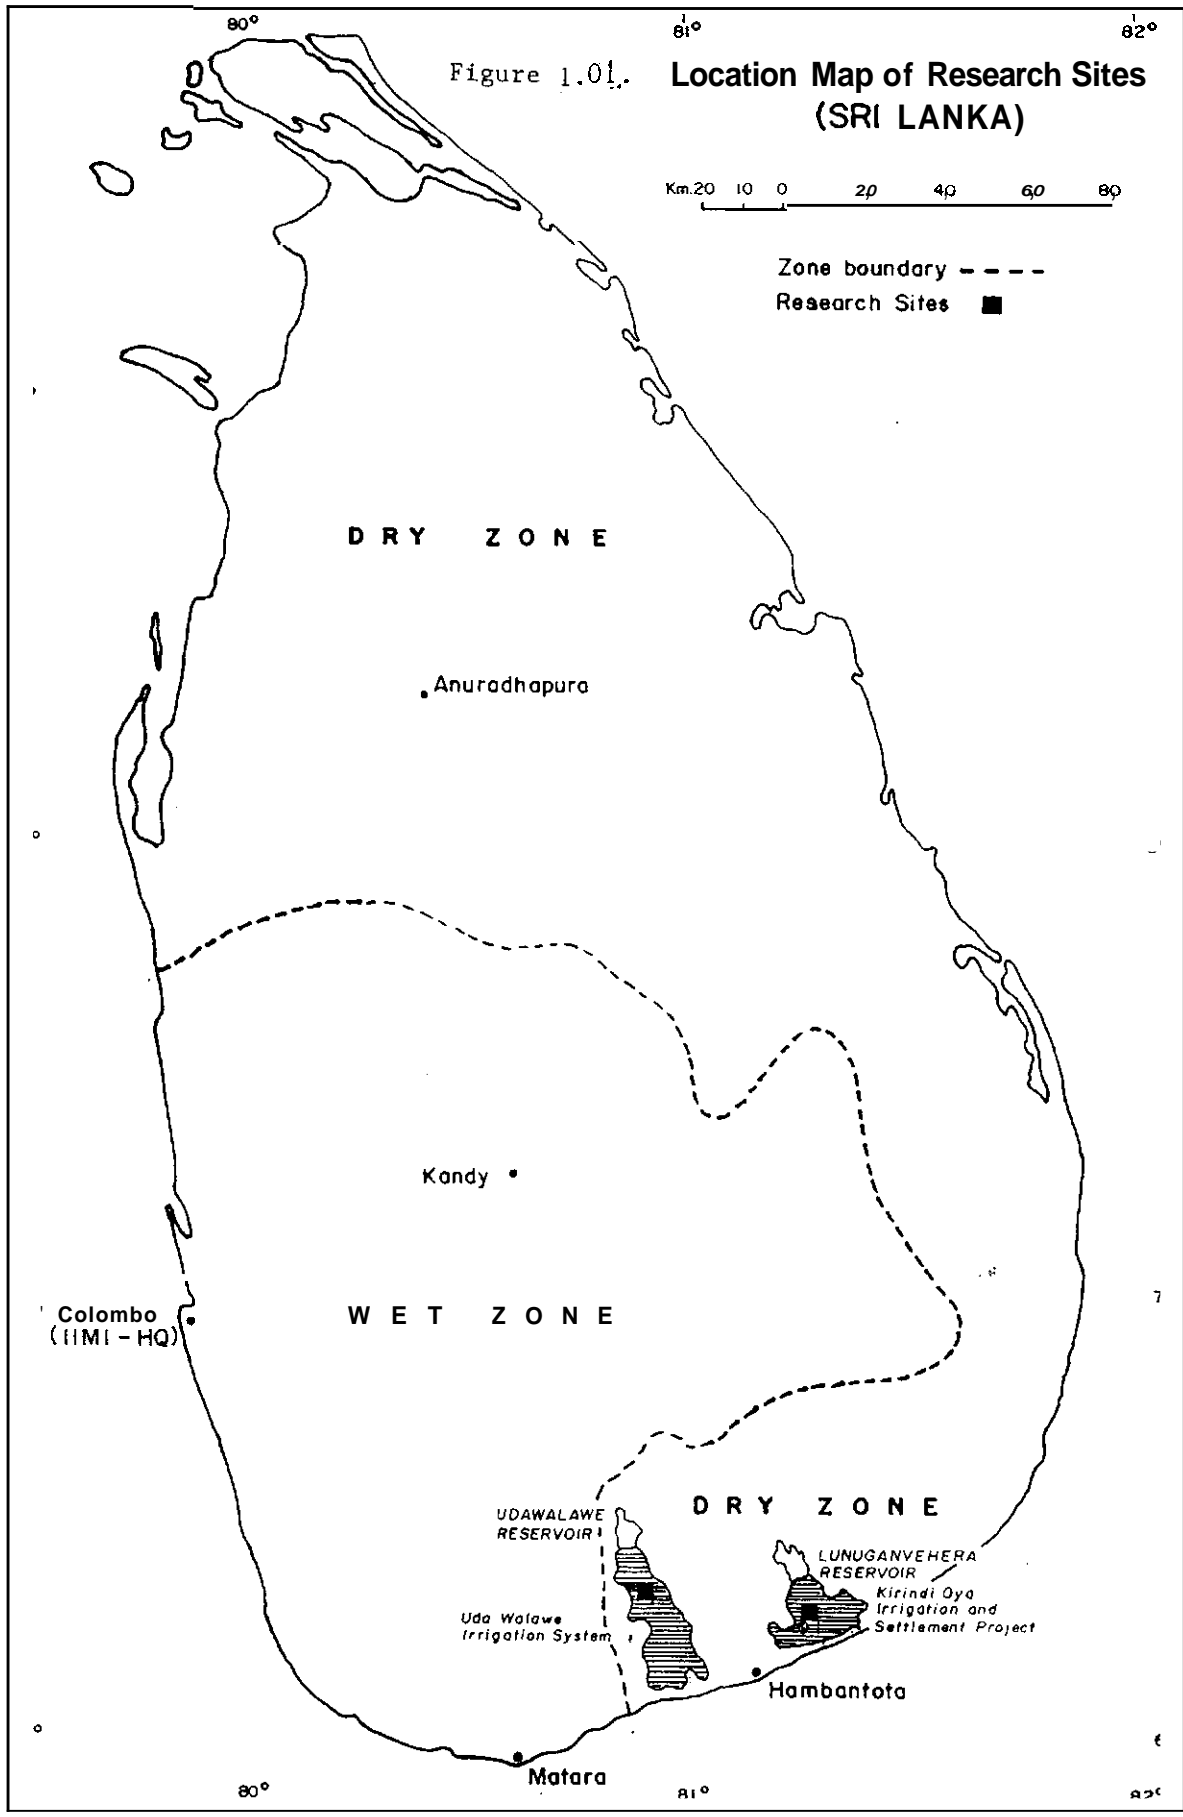 80°
81°
82°
Figure 1.01.
Location Map of Research Sites
(SRI LANKA)
Km.20 10 0 20 40 60 80
Zone boundary
Research Sites
DRY ZONE
Anuradhapura
Kandy
Colombo
(IIMI-HQ)
WET ZONE
7
UDAWALAWE
RESERVOIR
DRY ZONE
LUNUGANVEHERA
RESERVOIR
Kirindi Oya
Irrigation and
Settlement Project
Uda Walawe
Irrigation System
Hambantota
Matara
80°
81°